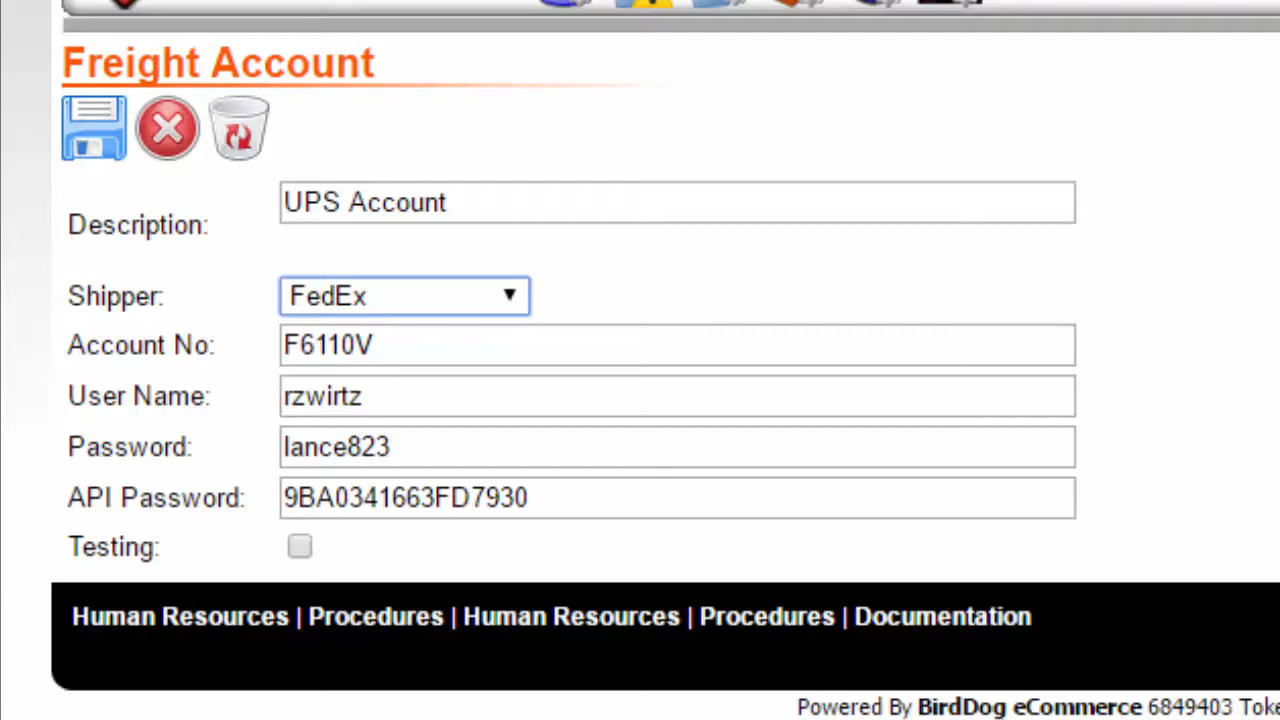 Freight Account
Description: UPS Account
Shipper: FedEx
Account No: F6110V
User Name: rzwirtz
Password: lance823
API Password: 9BA0341663FD7930
Testing:
Human Resources | Procedures | Human Resources | Procedures | Documentation
Powered By BirdDog eCommerce 6849403 Toke